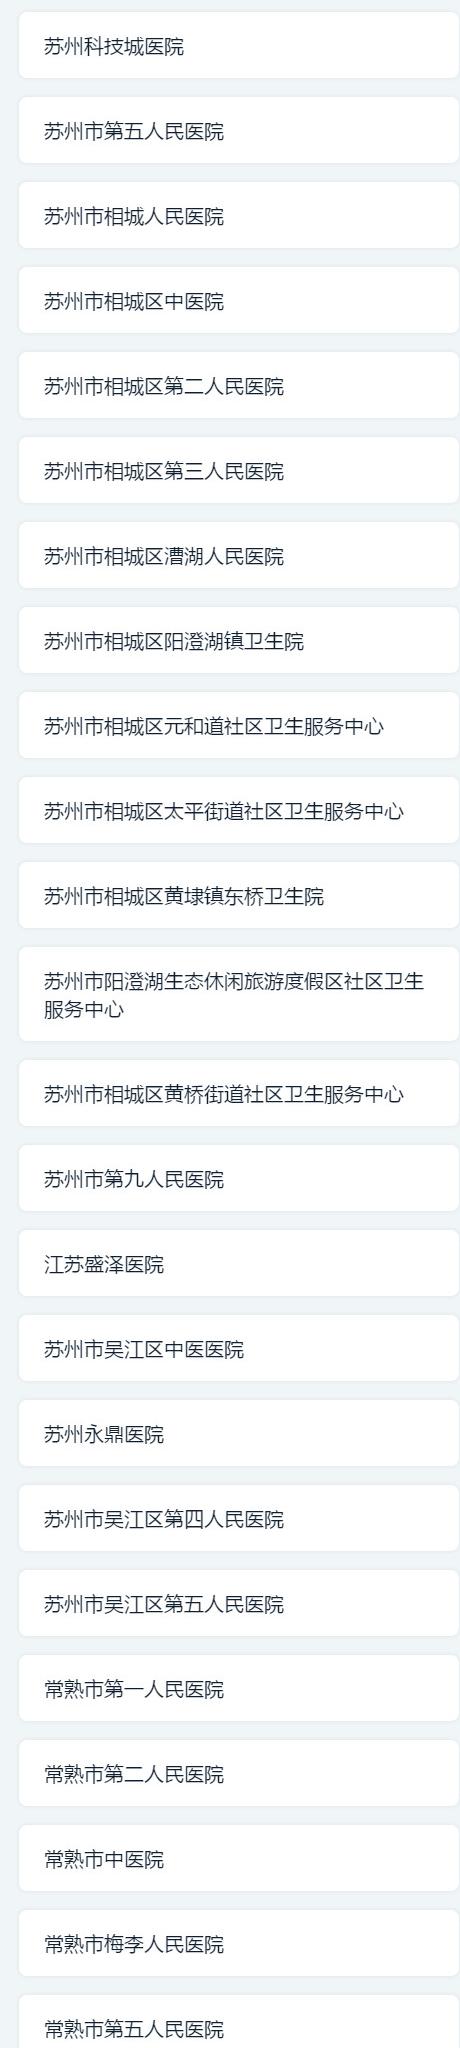 苏州科技城医院
苏州市第五人民医院
苏州市相城人民医院
苏州市相城区中医院
苏州市相城区第二人民医院
苏州市相城区第三人民医院
苏州市相城区漕湖人民医院
苏州市相城区阳澄湖镇卫生院
苏州市相城区元和道社区卫生服务中心
苏州市相城区太平街道社区卫生服务中心
苏州市相城区黄埭镇东桥卫生院
苏州市阳澄湖生态休闲旅游度假区社区卫生
服务中心
苏州市相城区黄桥街道社区卫生服务中心
苏州市第九人民医院
江苏盛泽医院
苏州市吴江区中医医院
苏州永鼎医院
苏州市吴江区第四人民医院
苏州市吴江区第五人民医院
常熟市第一人民医院
常熟市第二人民医院
常熟市中医院
常熟市梅李人民医院
常熟市第五人民医院